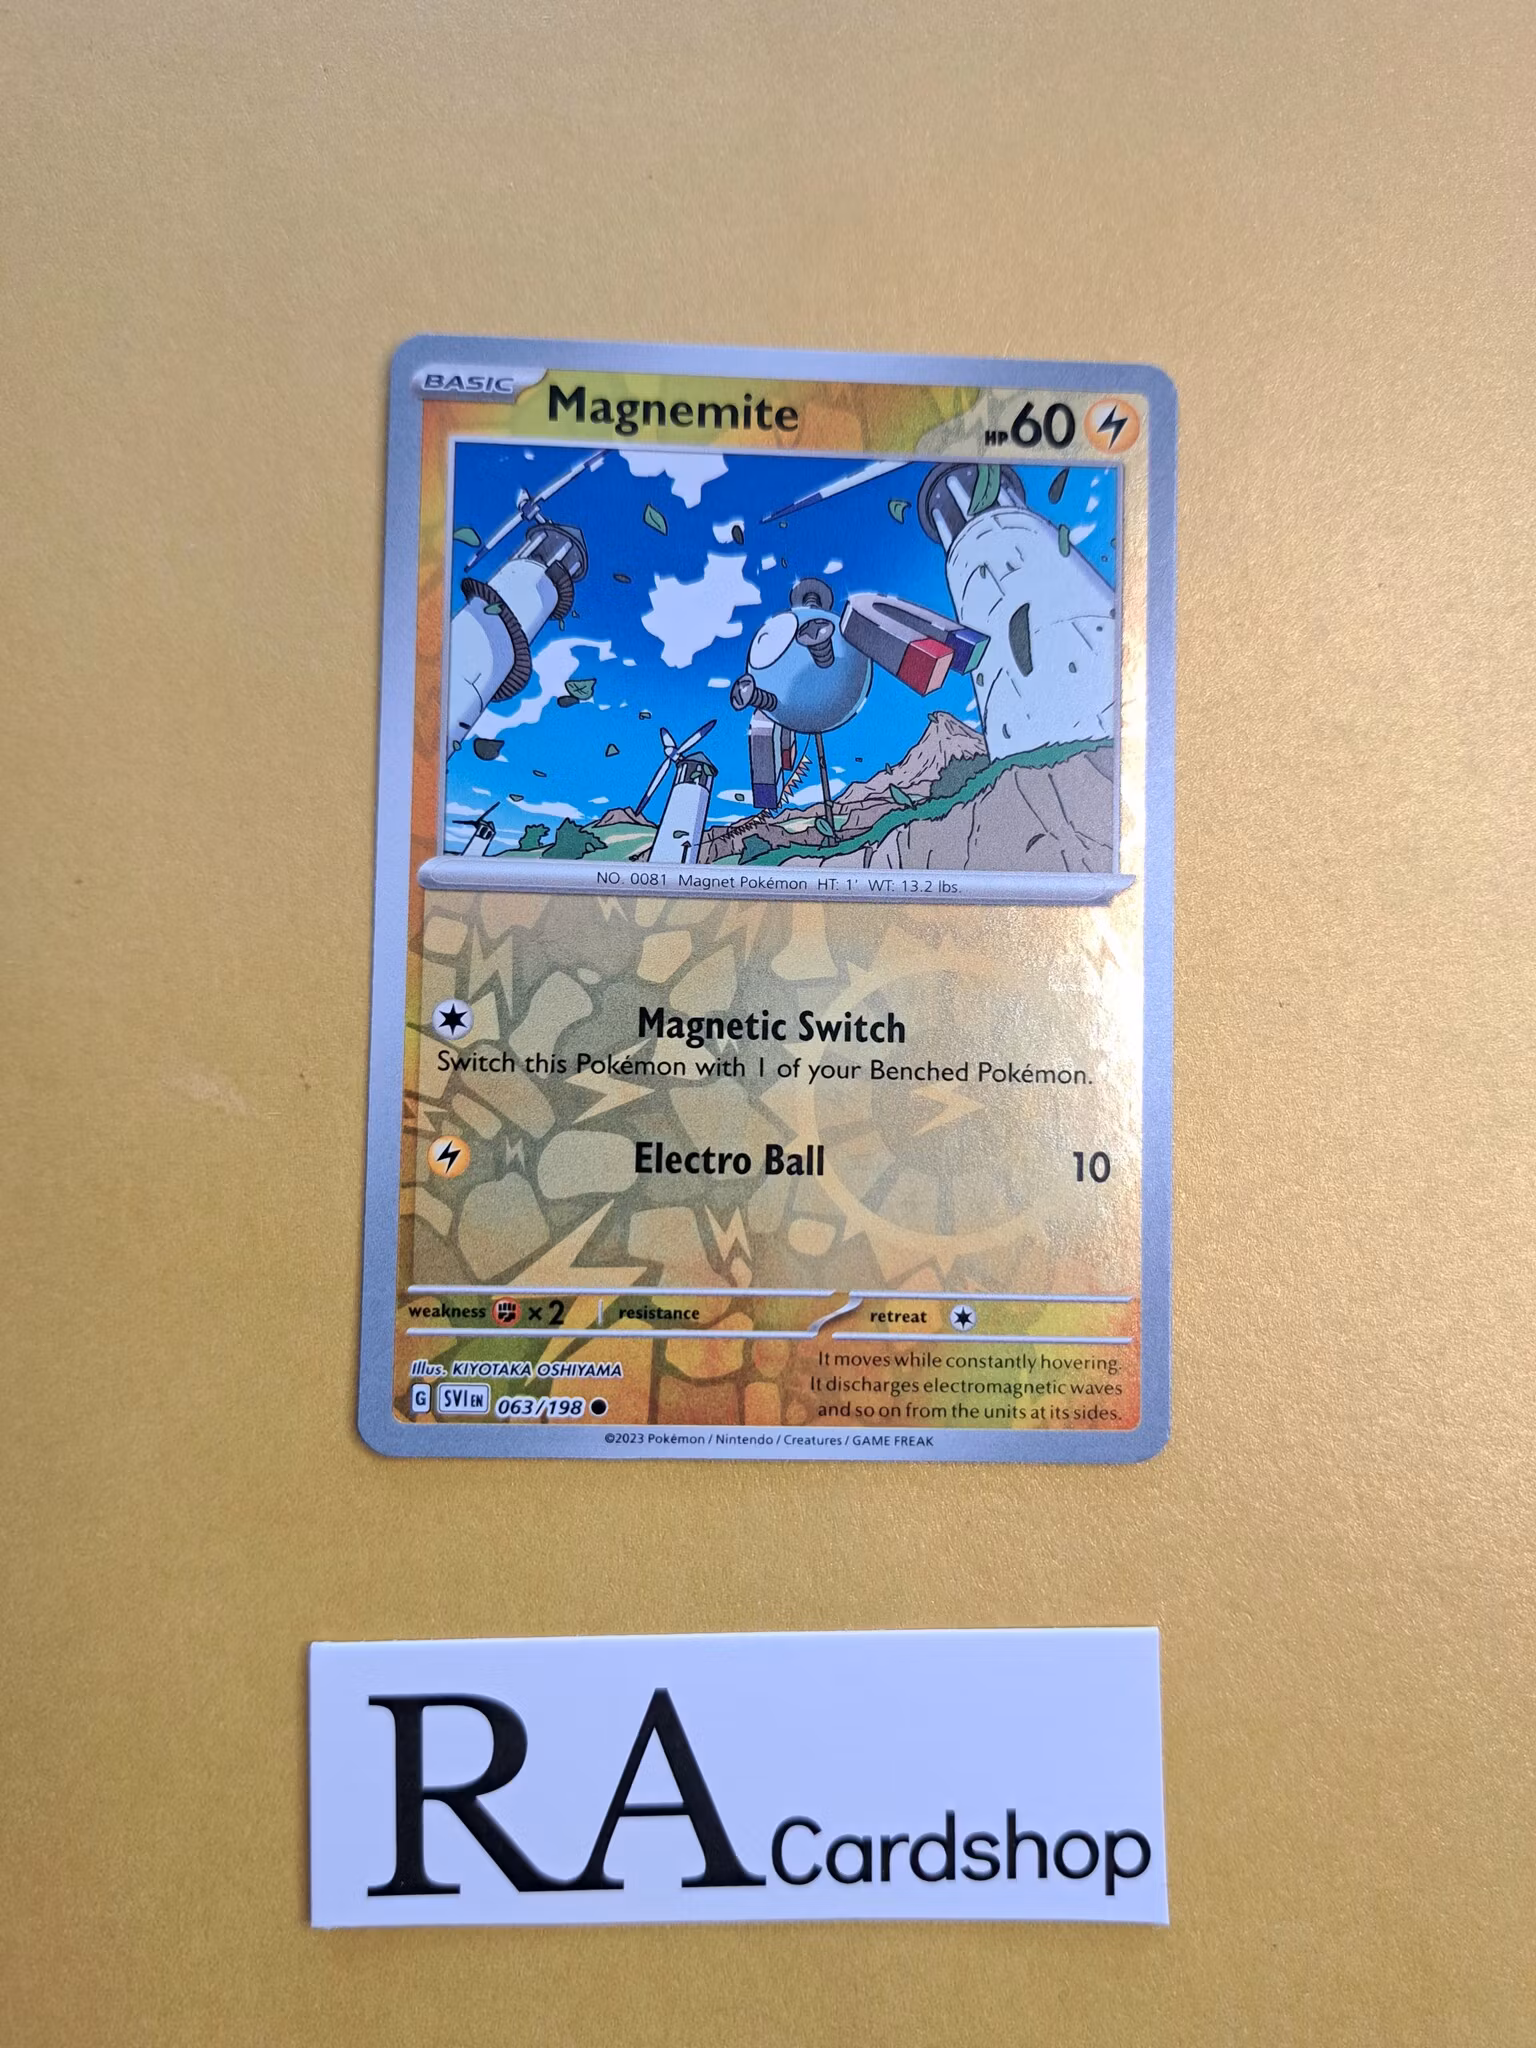 BASIC Magnemite HP 60
NO. 0081 Magnet Pokémon HT: 1' WT: 13.2 lbs.
Magnetic Switch
Switch this Pokémon with 1 of your Benched Pokémon.
Electro Ball 10
weakness ×2 resistance retreat
Illus. KIYOTAKA OSHIYAMA
It moves while constantly hovering.
It discharges electromagnetic waves
and so on from the units at its sides.
G SVI EN 063/198
©2023 Pokémon / Nintendo / Creatures / GAME FREAK
RA Cardshop